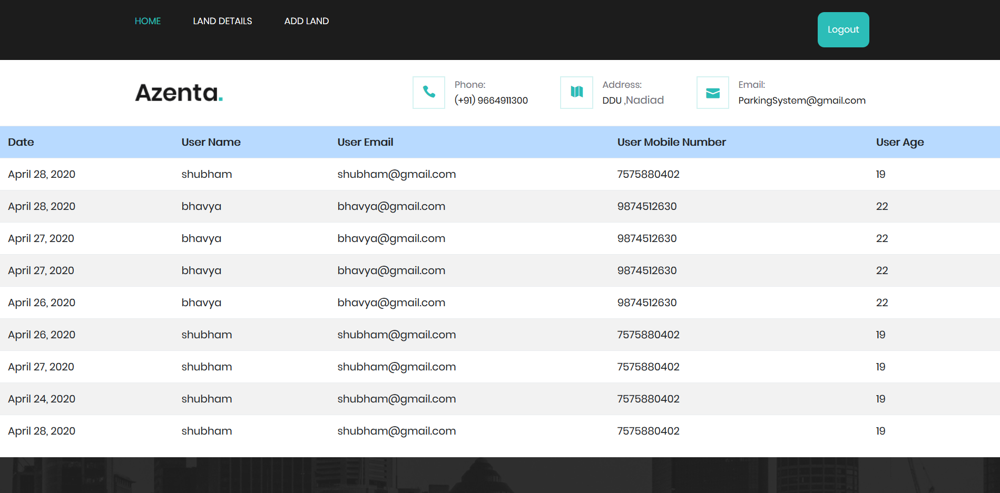 HOME LAND DETAILS ADD LAND Logout
Azenta.
Phone:
(+91) 9664911300
Address:
DDU ,Nadiad
Email:
ParkingSystem@gmail.com
Date User Name User Email User Mobile Number User Age
April 28, 2020 shubham shubham@gmail.com 7575880402 19
April 28, 2020 bhavya bhavya@gmail.com 9874512630 22
April 27, 2020 bhavya bhavya@gmail.com 9874512630 22
April 27, 2020 bhavya bhavya@gmail.com 9874512630 22
April 26, 2020 bhavya bhavya@gmail.com 9874512630 22
April 26, 2020 shubham shubham@gmail.com 7575880402 19
April 27, 2020 shubham shubham@gmail.com 7575880402 19
April 24, 2020 shubham shubham@gmail.com 7575880402 19
April 28, 2020 shubham shubham@gmail.com 7575880402 19